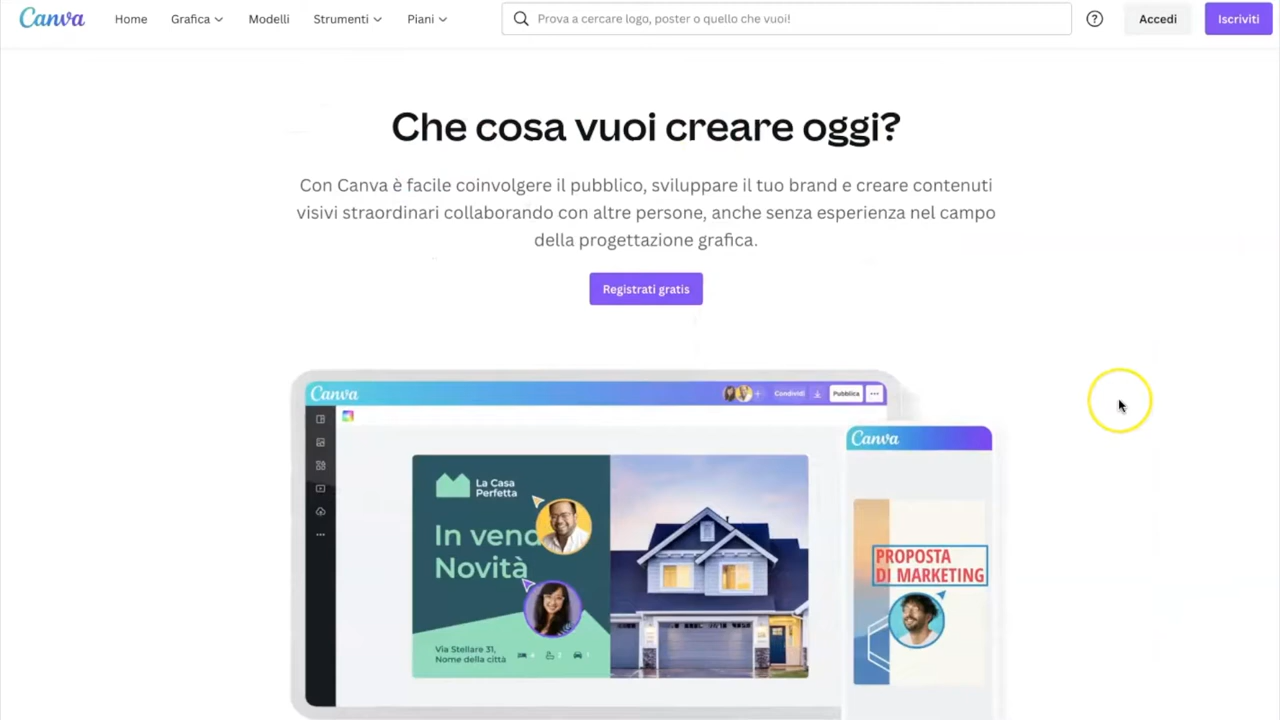 Canva Home Grafica Modelli Strumenti Piani Prova a cercare logo, poster o quello che vuoi! ? Accedi Iscriviti
Che cosa vuoi creare oggi?
Con Canva è facile coinvolgere il pubblico, sviluppare il tuo brand e creare contenuti
visivi straordinari collaborando con altre persone, anche senza esperienza nel campo
della progettazione grafica.
Registrati gratis
Canva Condividi Pubblica
La Casa
Perfetta
In vend
Novità
Via Stellare 31,
Nome della città
Canva
PROPOSTA
DI MARKETING